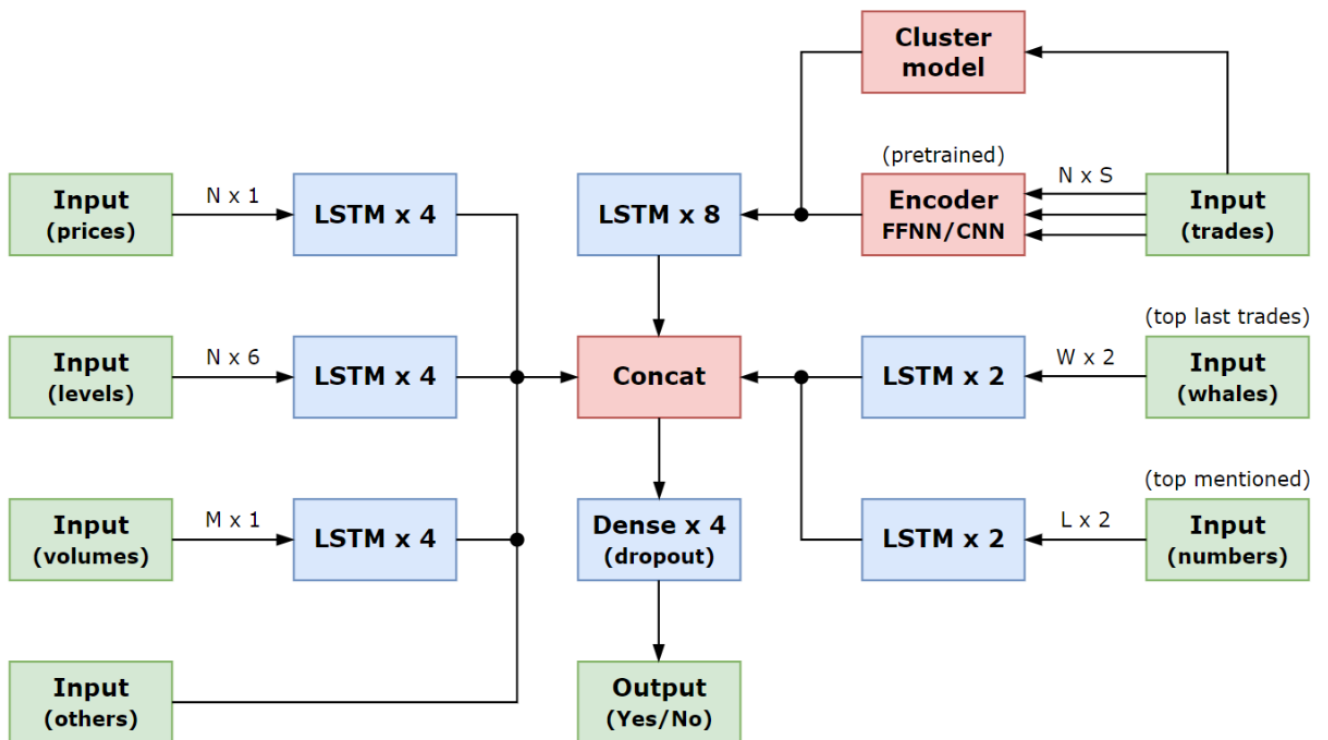 Cluster
model
(pretrained)
N x S
Input
(prices)
N x 1
LSTM x 4
LSTM x 8
Encoder
FFNN/CNN
Input
(trades)
(top last trades)
Input
(levels)
N x 6
LSTM x 4
Concat
LSTM x 2
W x 2
Input
(whales)
(top mentioned)
Input
(volumes)
M x 1
LSTM x 4
Dense x 4
(dropout)
LSTM x 2
L x 2
Input
(numbers)
Input
(others)
Output
(Yes/No)